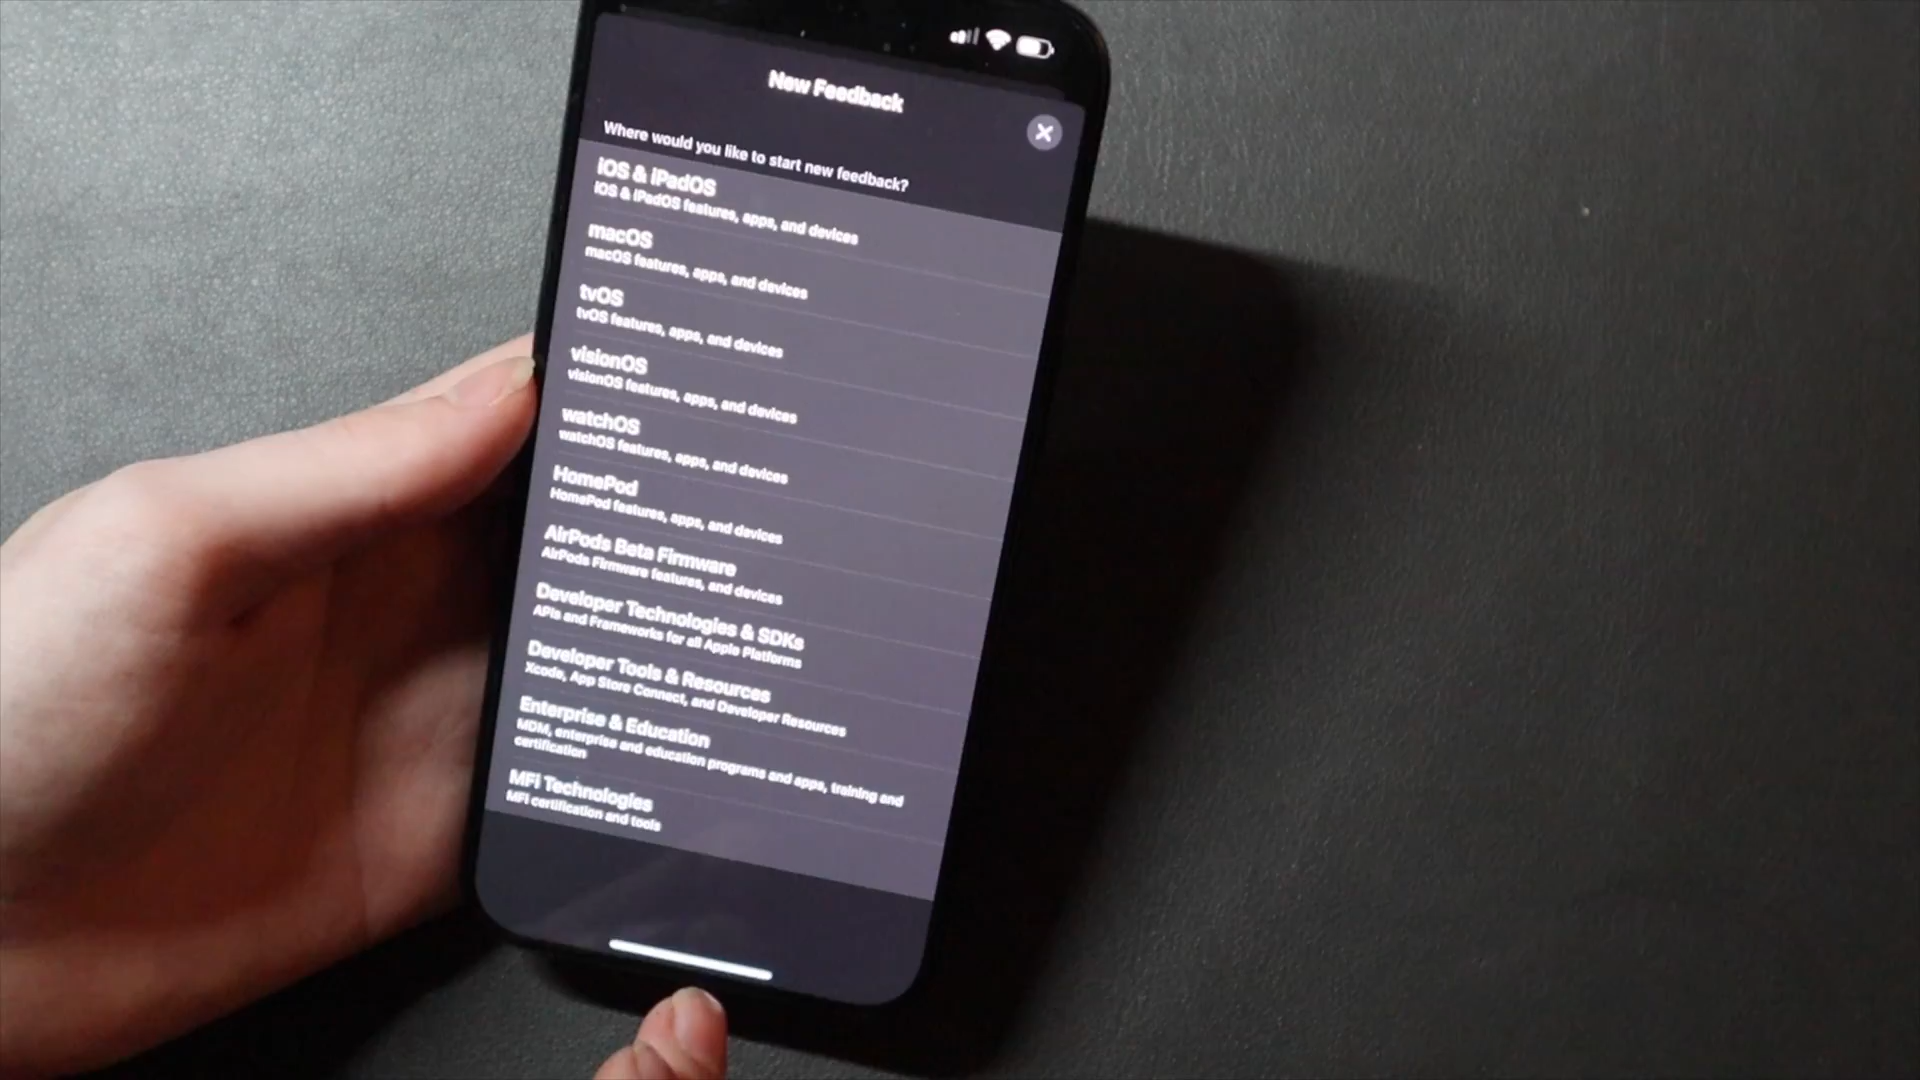 New Feedback
Where would you like to start new feedback?
iOS & iPadOS
iOS & iPadOS features, apps, and devices
macOS
macOS features, apps, and devices
tvOS
tvOS features, apps, and devices
visionOS
visionOS features, apps, and devices
watchOS
watchOS features, apps, and devices
HomePod
HomePod features, apps, and devices
AirPods Beta Firmware
AirPods Firmware features, and devices
Developer Technologies & SDKs
APIs and Frameworks for all Apple Platforms
Developer Tools & Resources
Xcode, App Store Connect, and Developer Resources
Enterprise & Education
MDM, enterprise and education programs and apps, training and
certification
MFi Technologies
MFi certification and tools